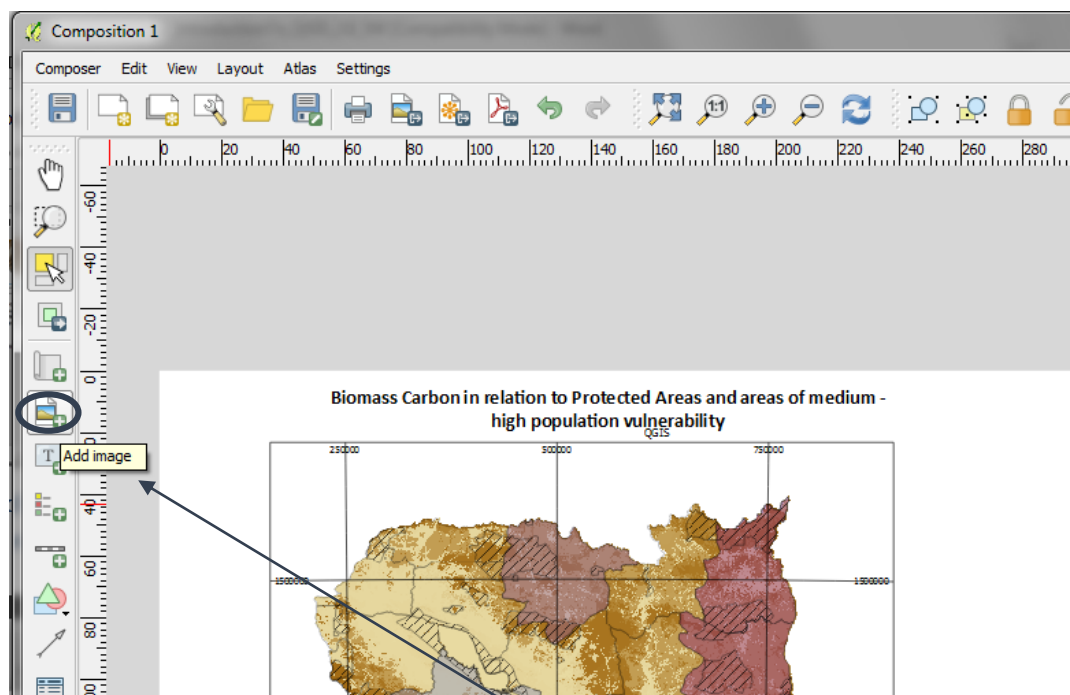 Composition 1
Composer Edit View Layout Atlas Settings
1:1
0 20 40 60 80 100 120 140 160 180 200 220 240 260 280
-60
-40
-20
0
40
60
80
T
Add image
Biomass Carbon in relation to Protected Areas and areas of medium -
high population vulnerability
QGIS
250000 500000 750000
1500000 1500000